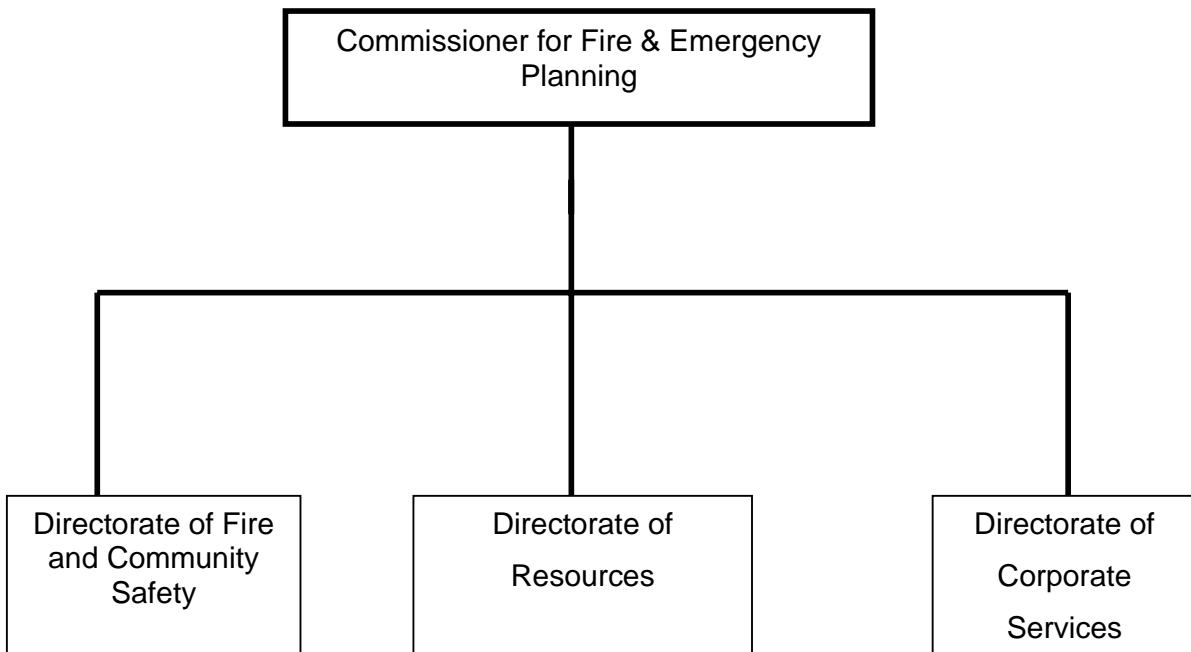 Commissioner for Fire & Emergency
Planning
Directorate of Fire
and Community
Safety
Directorate of
Resources
Directorate of
Corporate
Services